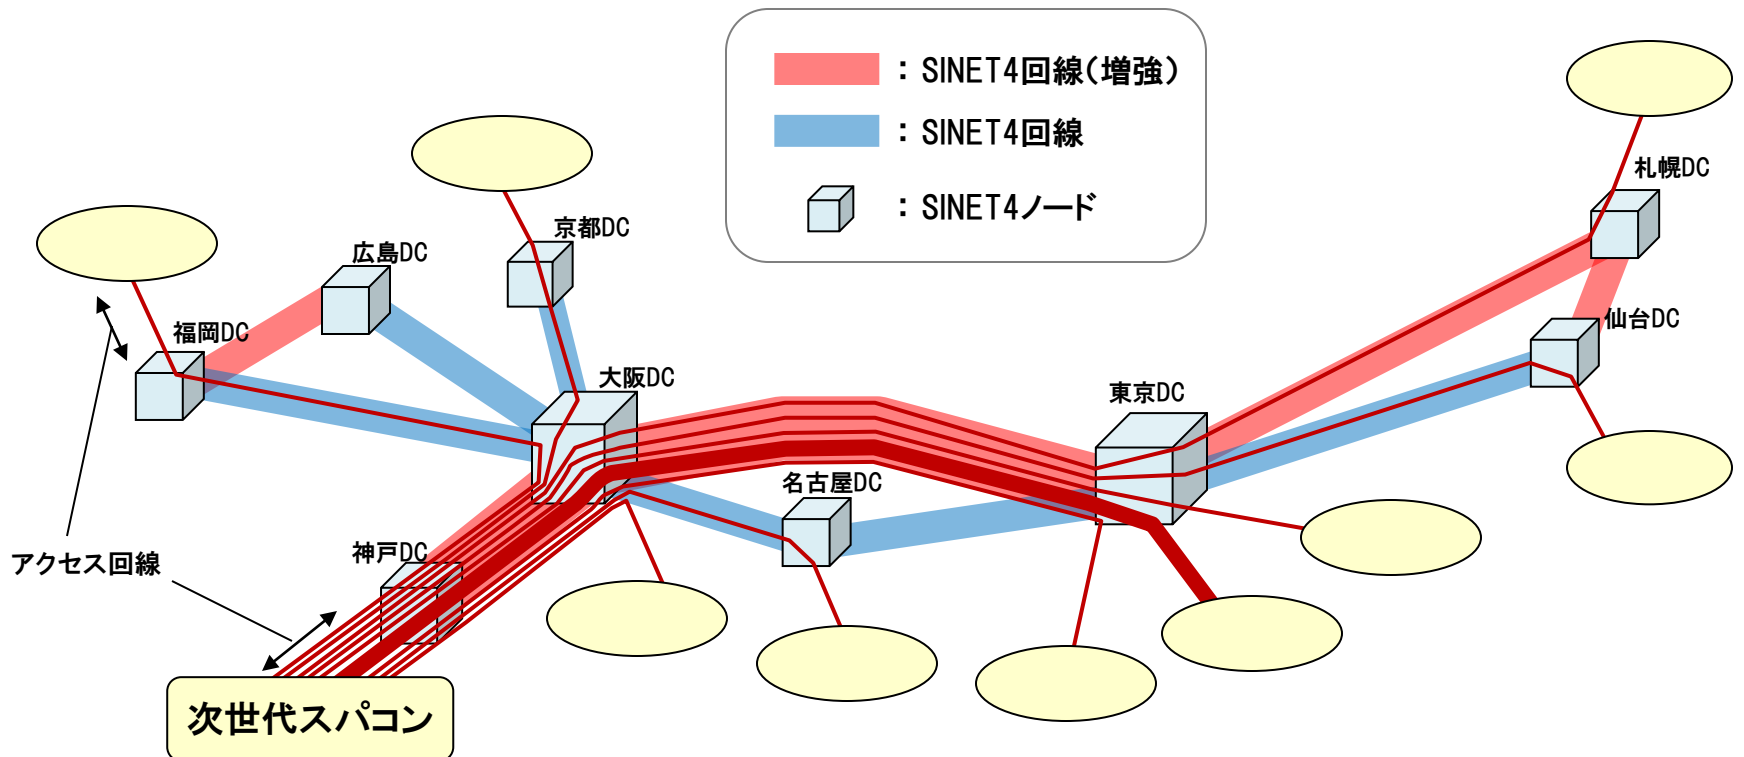 ：SINET4回線（増強）
：SINET4回線
：SINET4ノード
札幌DC
京都DC
広島DC
仙台DC
福岡DC
大阪DC
東京DC
名古屋DC
神戸DC
アクセス回線
次世代スパコン